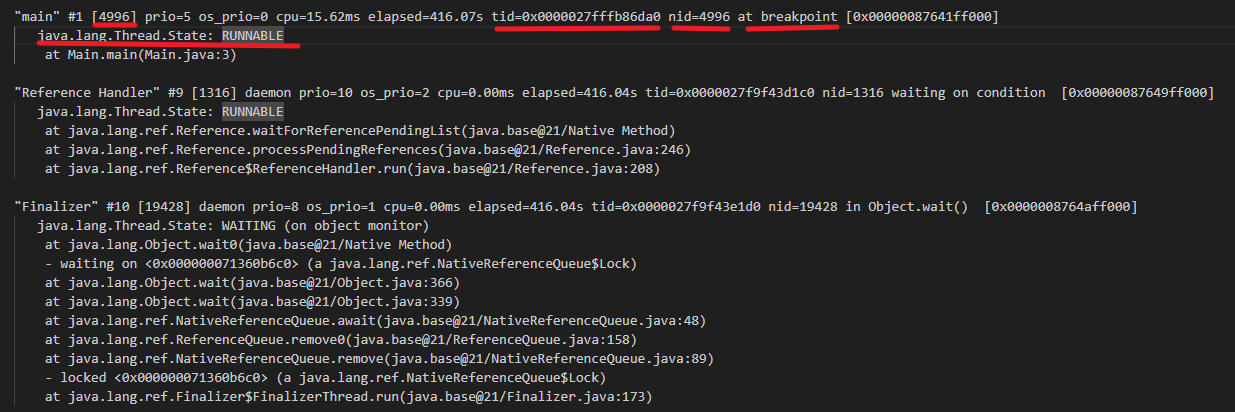 "main" #1 [4996] prio=5 os_prio=0 cpu=15.62ms elapsed=416.07s tid=0x0000027fffb86da0 nid=4996 at breakpoint [0x00000087641ff000]
java.lang.Thread.State: RUNNABLE
at Main.main(Main.java:3)
"Reference Handler" #9 [1316] daemon prio=10 os_prio=2 cpu=0.00ms elapsed=416.04s tid=0x0000027f9f43d1c0 nid=1316 waiting on condition [0x00000087649ff000]
java.lang.Thread.State: RUNNABLE
at java.lang.ref.Reference.waitForReferencePendingList(java.base@21/Native Method)
at java.lang.ref.Reference.processPendingReferences(java.base@21/Reference.java:246)
at java.lang.ref.Reference$ReferenceHandler.run(java.base@21/Reference.java:208)
"Finalizer" #10 [19428] daemon prio=8 os_prio=1 cpu=0.00ms elapsed=416.04s tid=0x0000027f9f43e1d0 nid=19428 in Object.wait() [0x0000008764aff000]
java.lang.Thread.State: WAITING (on object monitor)
at java.lang.Object.wait0(java.base@21/Native Method)
- waiting on <0x000000071360b6c0> (a java.lang.ref.NativeReferenceQueue$Lock)
at java.lang.Object.wait(java.base@21/Object.java:366)
at java.lang.Object.wait(java.base@21/Object.java:339)
at java.lang.ref.NativeReferenceQueue.await(java.base@21/NativeReferenceQueue.java:48)
at java.lang.ref.ReferenceQueue.remove0(java.base@21/ReferenceQueue.java:158)
at java.lang.ref.NativeReferenceQueue.remove(java.base@21/NativeReferenceQueue.java:89)
- locked <0x000000071360b6c0> (a java.lang.ref.NativeReferenceQueue$Lock)
at java.lang.ref.Finalizer$FinalizerThread.run(java.base@21/Finalizer.java:173)